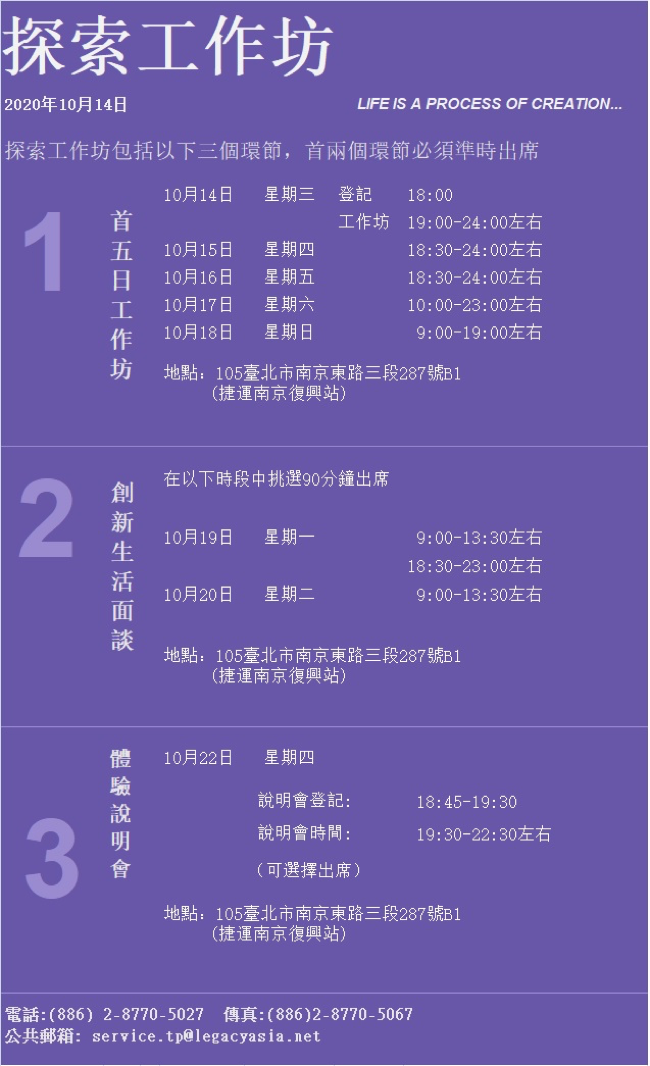 探索工作坊
2020年10月14日 LIFE IS A PROCESS OF CREATION...
探索工作坊包括以下三個環節，首兩個環節必須準時出席
1
首五日工作坊
10月14日 星期三 登記 18:00
工作坊 19:00-24:00左右
10月15日 星期四 18:30-24:00左右
10月16日 星期五 18:30-24:00左右
10月17日 星期六 10:00-23:00左右
10月18日 星期日 9:00-19:00左右
地點：105臺北市南京東路三段287號B1
(捷運南京復興站)
2
創新生活面談
在以下時段中挑選90分鐘出席
10月19日 星期一 9:00-13:30左右
18:30-23:00左右
10月20日 星期二 9:00-13:30左右
地點：105臺北市南京東路三段287號B1
(捷運南京復興站)
3
體驗說明會
10月22日 星期四
說明會登記: 18:45-19:30
說明會時間: 19:30-22:30左右
（可選擇出席）
地點：105臺北市南京東路三段287號B1
(捷運南京復興站)
電話:(886) 2-8770-5027 傳真:(886)2-8770-5067
公共郵箱: service.tp@legacyasia.net